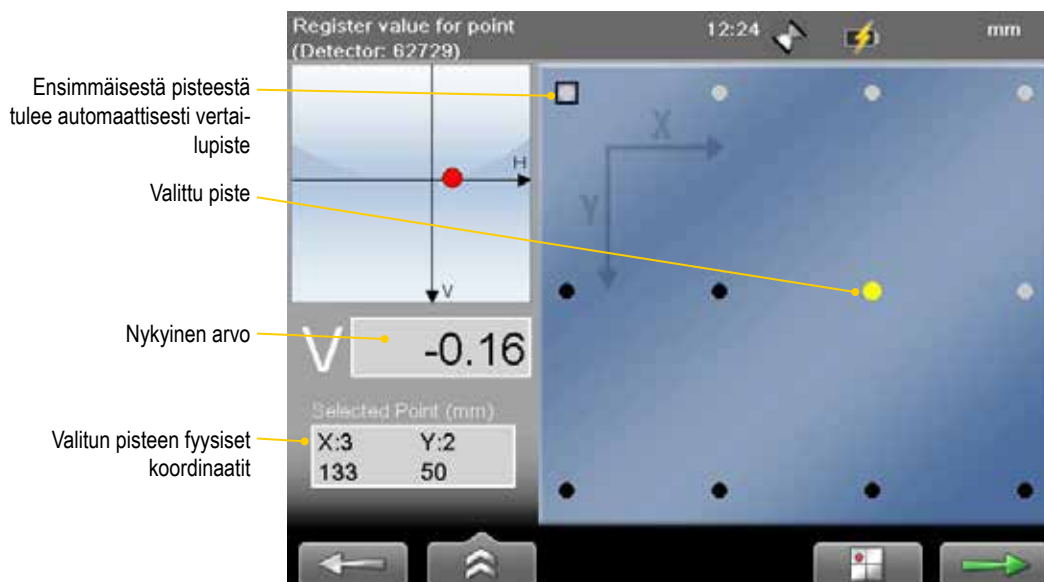 Register value for point
(Detector: 62729)
12:24
mm
Ensimmäisestä pisteestä
tulee automaattisesti vertai-
lupiste
Valittu piste
Nykyinen arvo
Valitun pisteen fyysiset
koordinaatit
H
V
V
-0.16
Selected Point (mm)
X:3 Y:2
133 50
X
Y